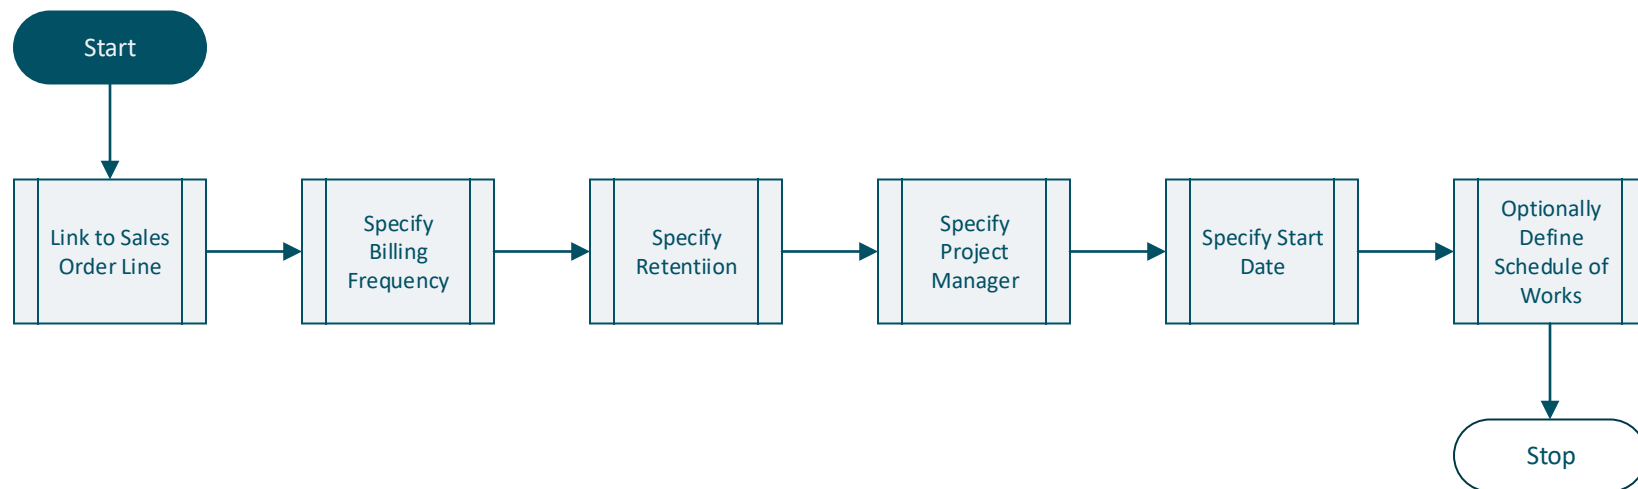 Start
Link to Sales
Order Line
Specify
Billing
Frequency
Specify
Retentiion
Specify
Project
Manager
Specify Start
Date
Optionally
Define
Schedule of
Works
Stop